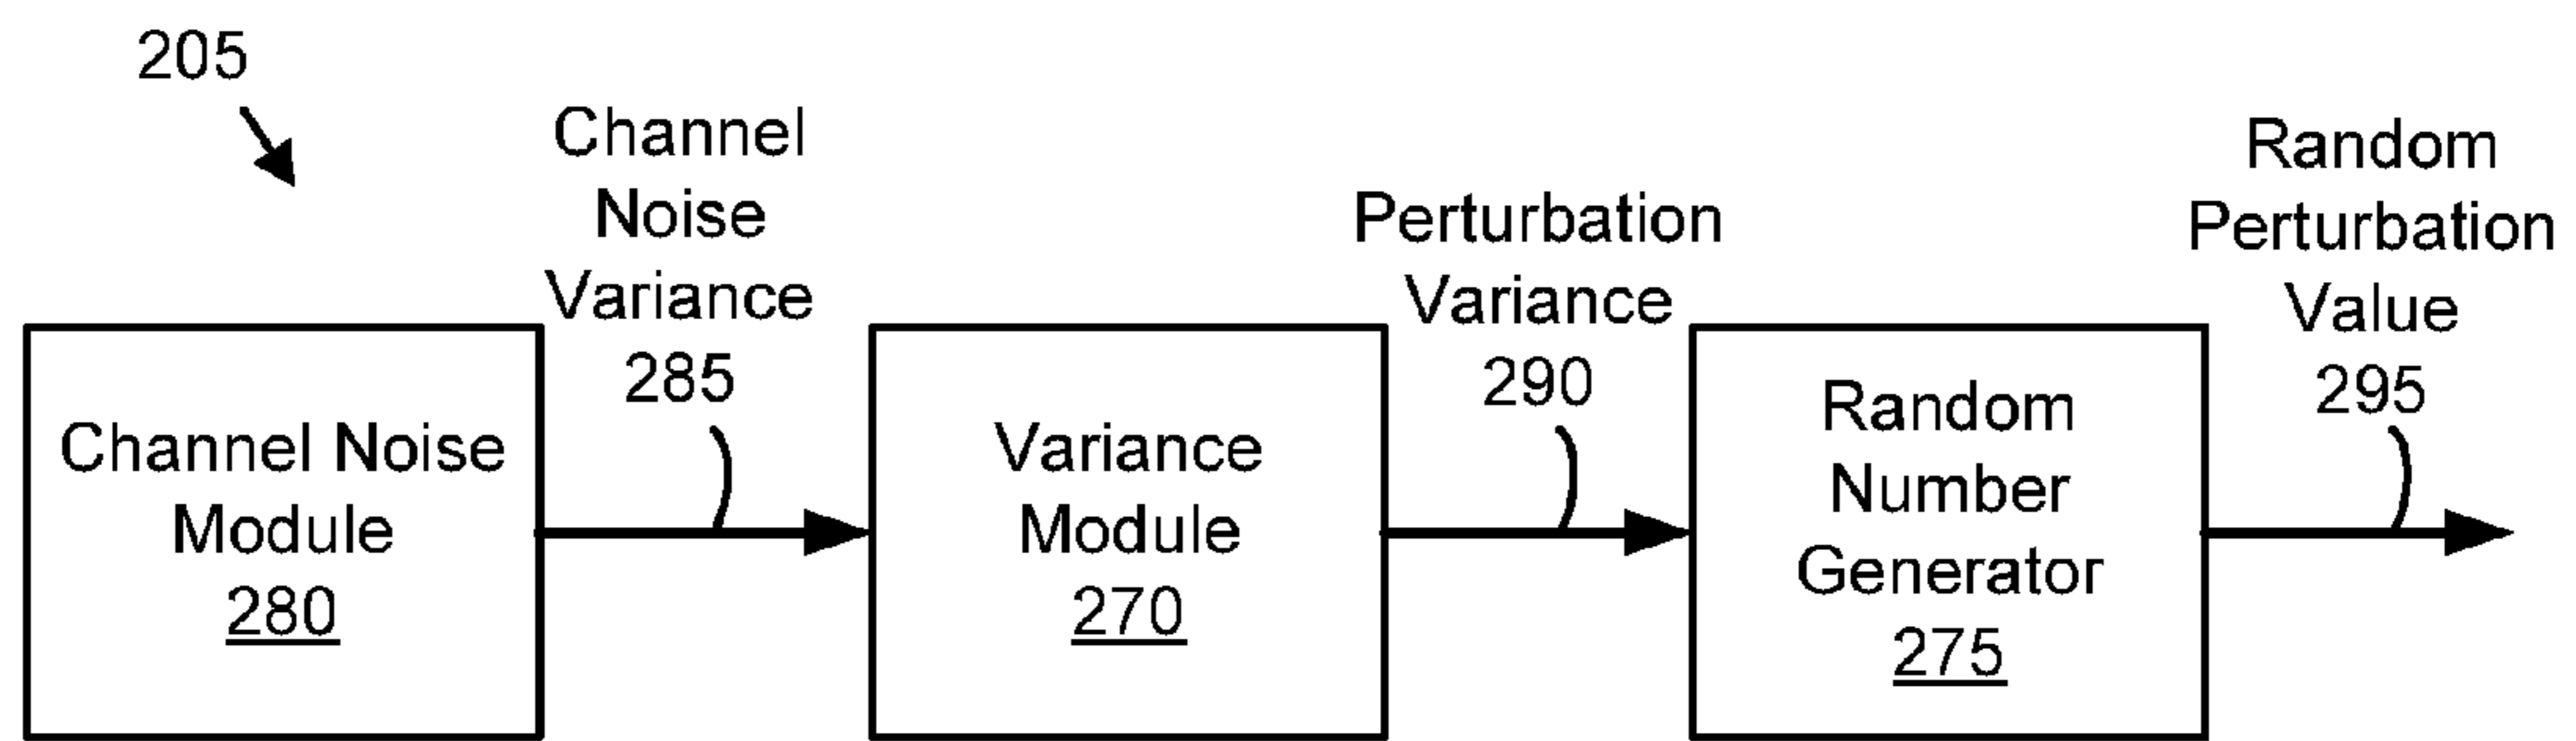 205
Channel
Noise
Variance
285
Perturbation
Variance
290
Random
Perturbation
Value
295
Channel Noise
Module
280
Variance
Module
270
Random
Number
Generator
275